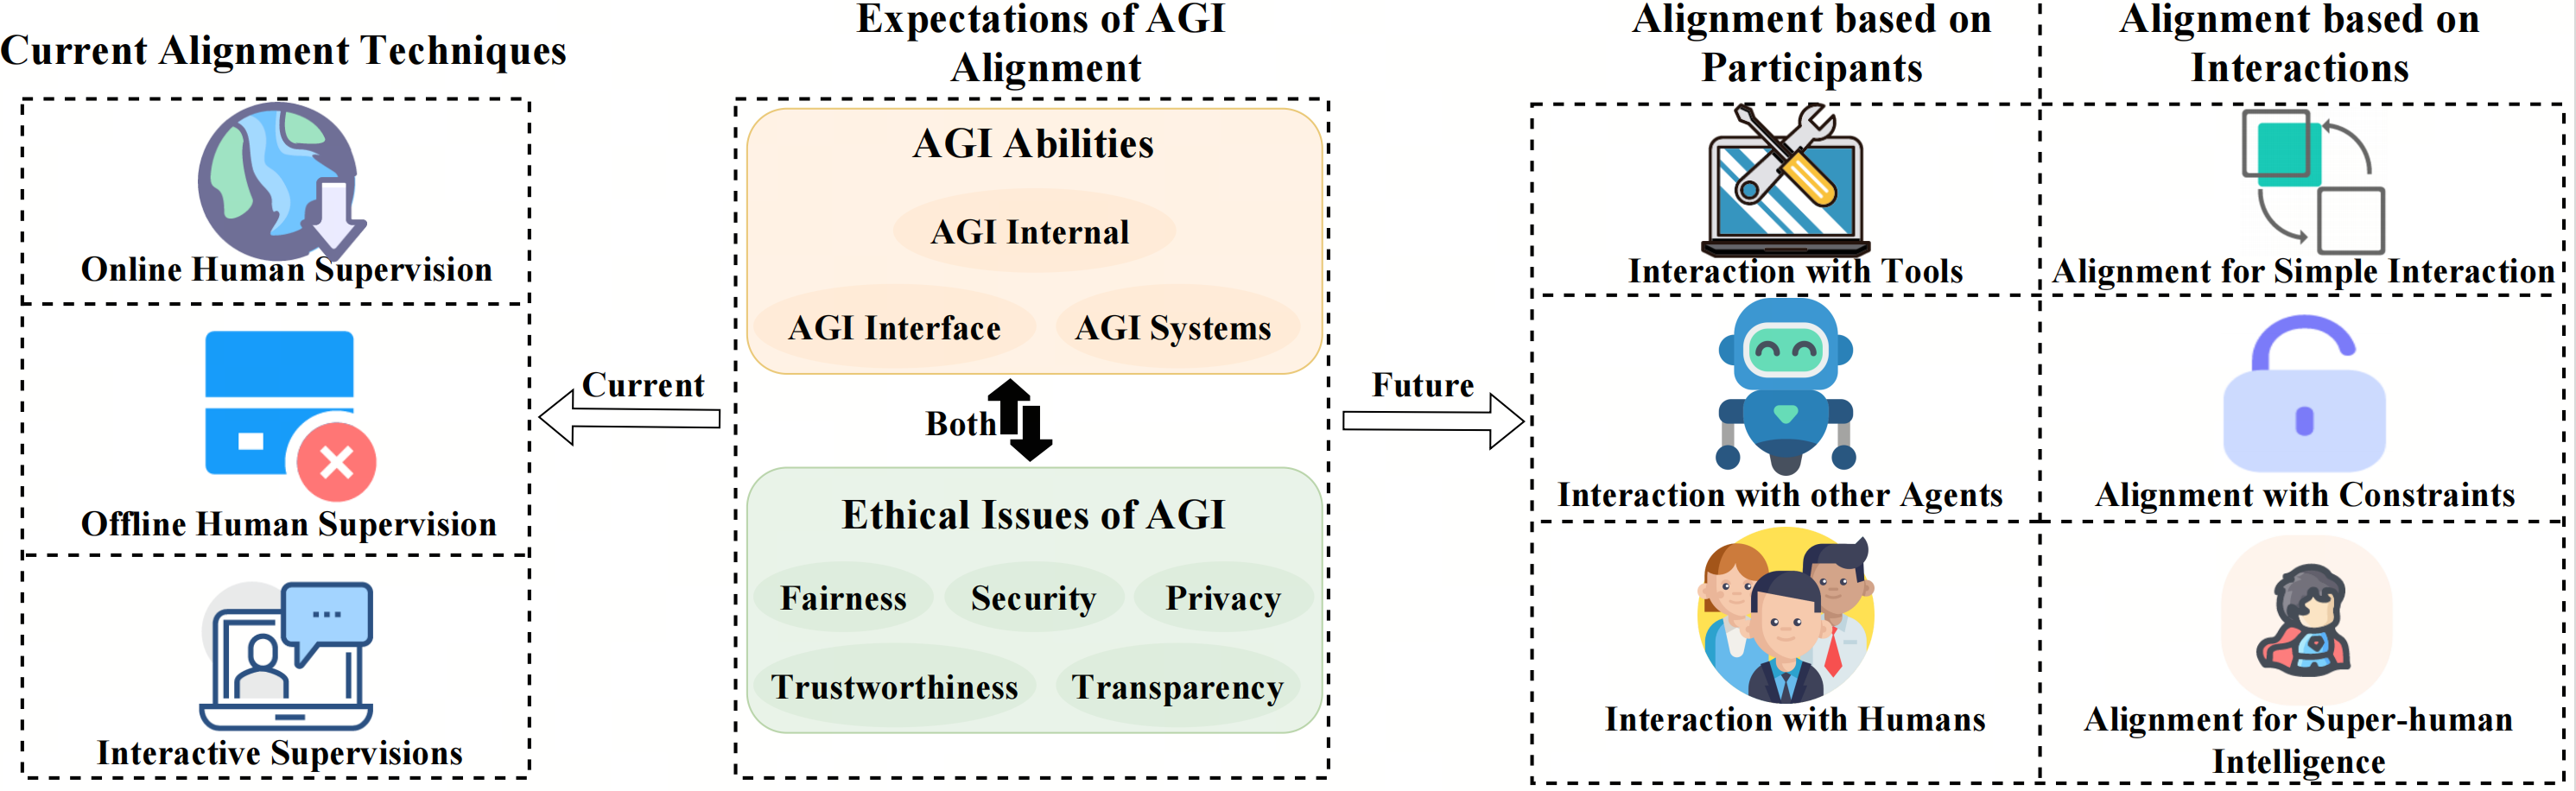 Current Alignment Techniques
Online Human Supervision
Offline Human Supervision
Interactive Supervisions
Current
Expectations of AGI
Alignment
AGI Abilities
AGI Internal
AGI Interface
AGI Systems
Both
Ethical Issues of AGI
Fairness
Security
Privacy
Trustworthiness
Transparency
Future
Alignment based on
Participants
Interaction with Tools
Interaction with other Agents
Interaction with Humans
Alignment based on
Interactions
Alignment for Simple Interaction
Alignment with Constraints
Alignment for Super-human
Intelligence